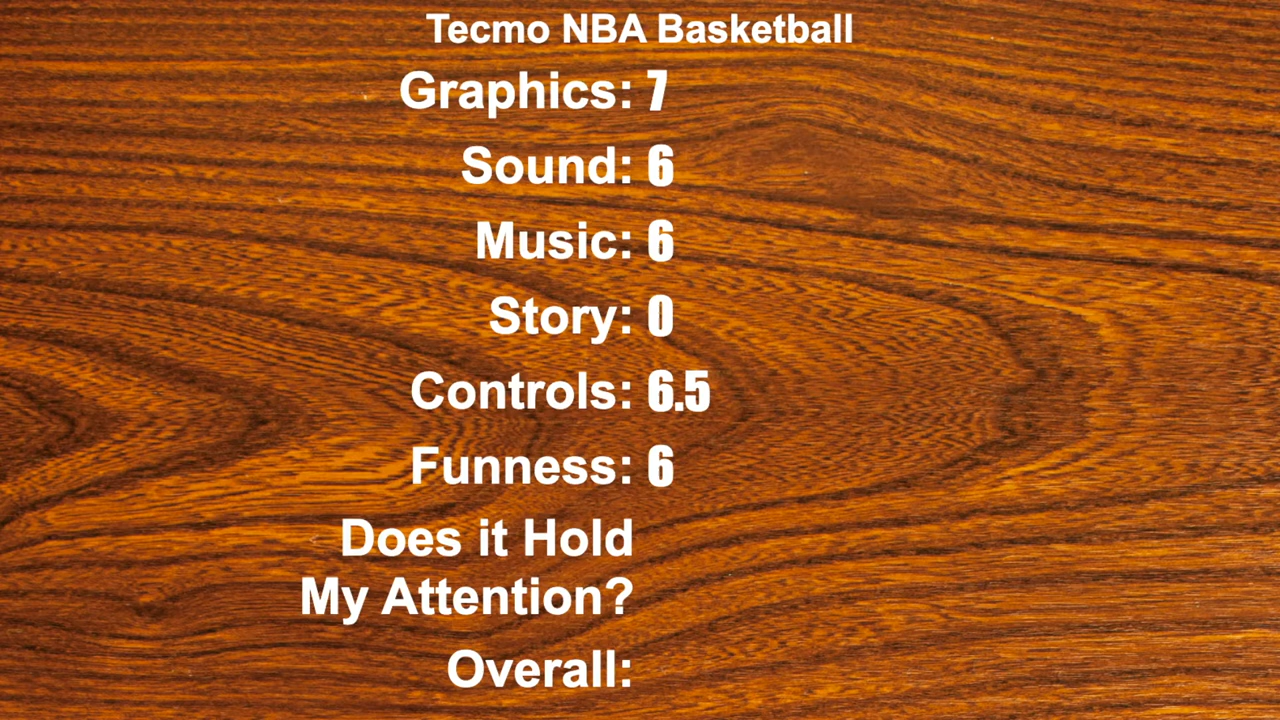 Tecmo NBA Basketball
Graphics: 7
Sound: 6
Music: 6
Story: 0
Controls: 6.5
Funness: 6
Does it Hold
My Attention?
Overall: